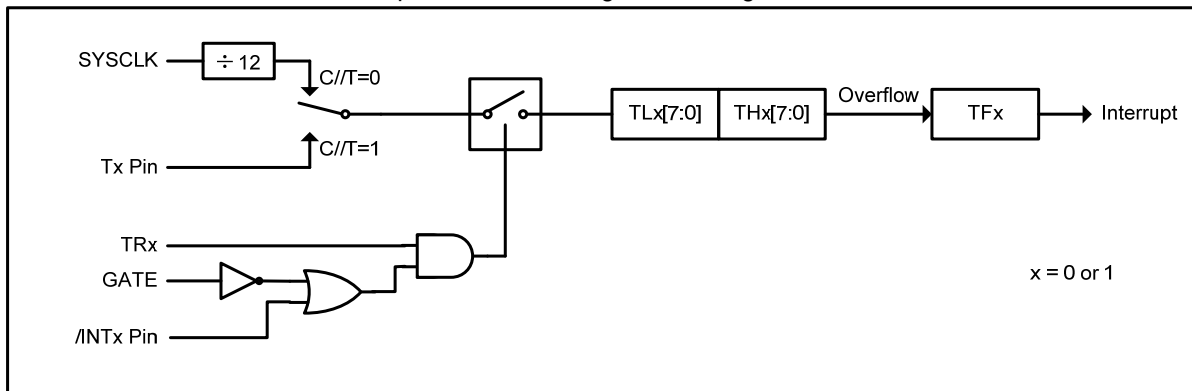 SYSCLK
÷ 12
C//T=0
C//T=1
Tx Pin
TLx[7:0]
THx[7:0]
Overflow
TFx
Interrupt
TRx
GATE
/INTx Pin
x = 0 or 1